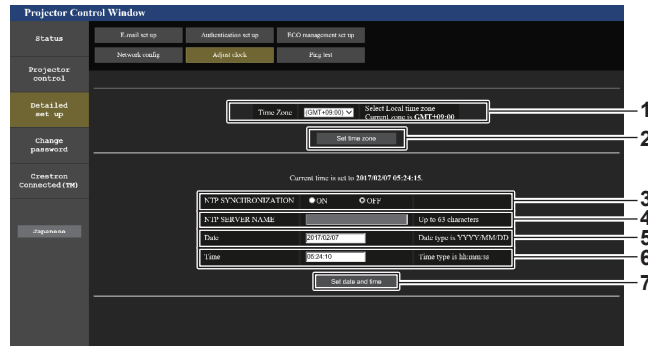 Projector Control Window
Status
E-mail set up
Authentication set up
ECO management set up
Network config
Adjust clock
Ping test
Projector
control
Detailed
set up
Change
password
Crestron
Connected(TM)
Japanese
Time Zone
(GMT+09:00)
Select Local time zone
Current zone is GMT+09:00
1
Set time zone
2
Current time is set to 2017/02/07 05:24:15.
NTP SYNCHRONIZATION
ON
OFF
3
NTP SERVER NAME
Up to 63 characters
4
Date
2017/02/07
Date type is YYYY/MM/DD
5
Time
05:24:10
Time type is hh:mm:ss
6
Set date and time
7